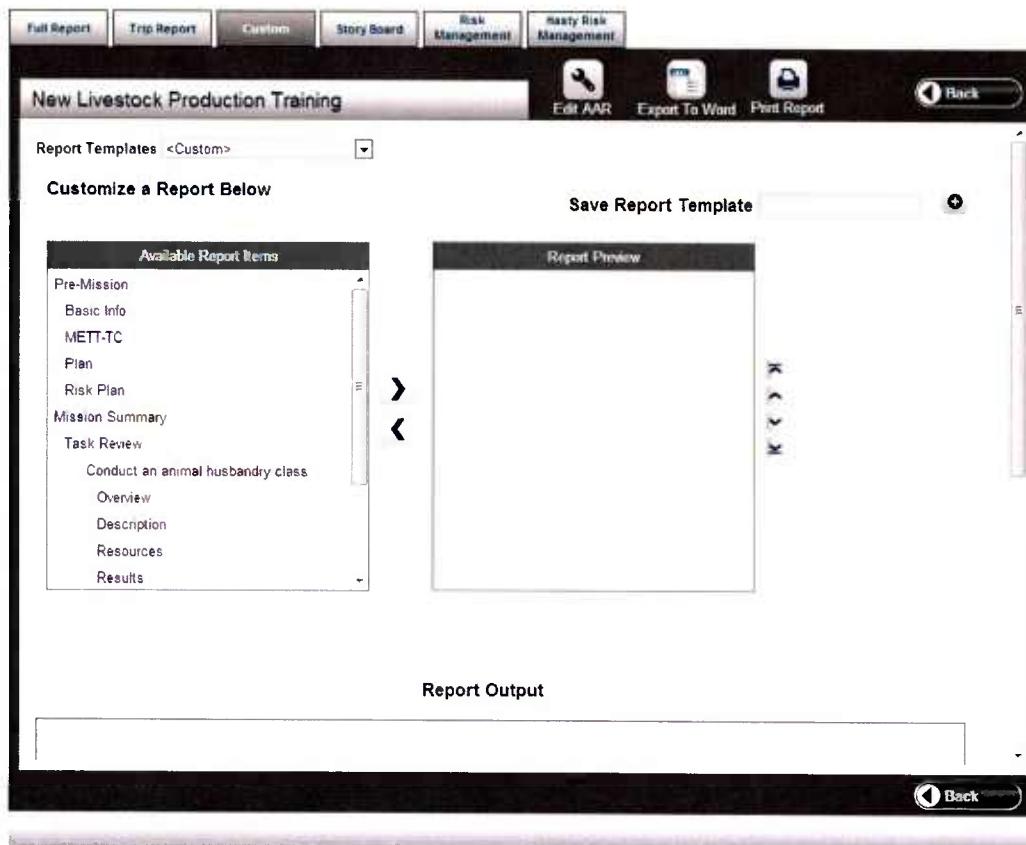 Full Report Trip Report Custom Story Board Risk Management Hasty Risk Management
New Livestock Production Training
Edit AAR Export To Word Print Report Back
Report Templates <Custom>
Customize a Report Below
Save Report Template
Available Report Items
Report Preview
Pre-Mission
Basic Info
METT-TC
Plan
Risk Plan
Mission Summary
Task Review
Conduct an animal husbandry class
Overview
Description
Resources
Results
Report Output
Back